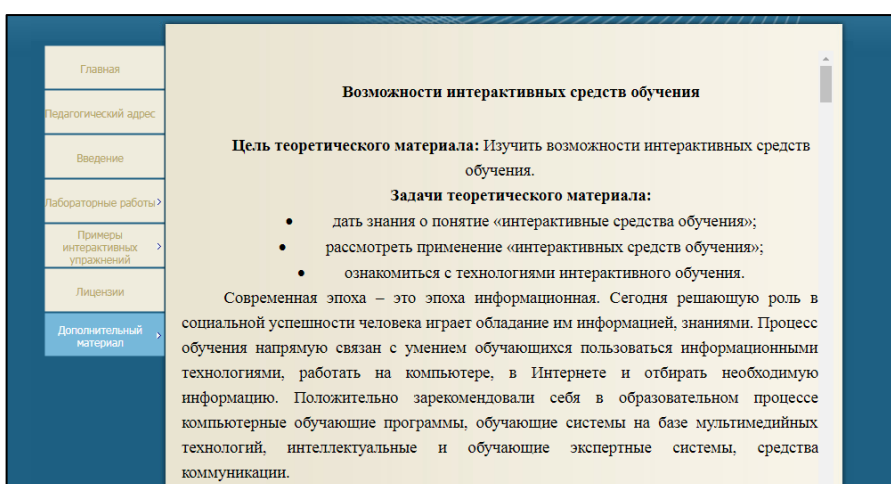 Главная
Педагогический адрес
Введение
Лабораторные работы
Примеры
интерактивных
упражнений
Лицензии
Дополнительный
материал
Возможности интерактивных средств обучения
Цель теоретического материала: Изучить возможности интерактивных средств
обучения.
Задачи теоретического материала:
• дать знания о понятие «интерактивные средства обучения»;
• рассмотреть применение «интерактивных средств обучения»;
• ознакомиться с технологиями интерактивного обучения.
Современная эпоха – это эпоха информационная. Сегодня решающую роль в
социальной успешности человека играет обладание им информацией, знаниями. Процесс
обучения напрямую связан с умением обучающихся пользоваться информационными
технологиями, работать на компьютере, в Интернете и отбирать необходимую
информацию. Положительно зарекомендовали себя в образовательном процессе
компьютерные обучающие программы, обучающие системы на базе мультимедийных
технологий, интеллектуальные и обучающие экспертные системы, средства
коммуникации.